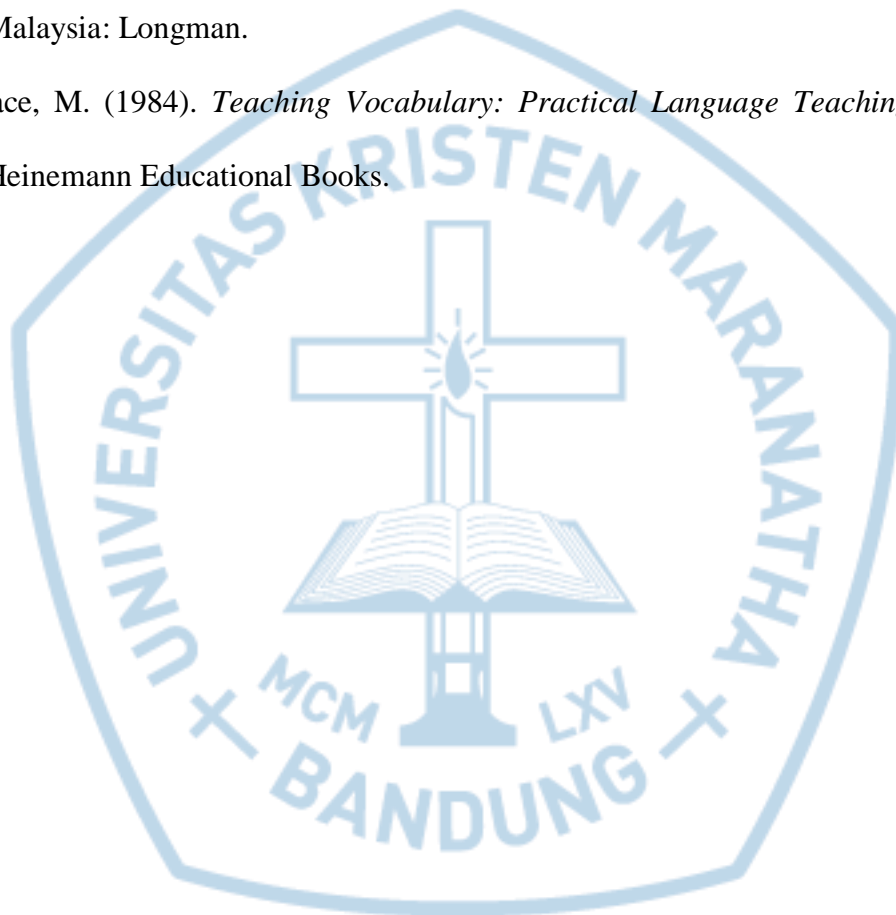 Malaysia: Longman.
ace, M. (1984). Teaching Vocabulary: Practical Language Teachin
Heinemann Educational Books.
UNIVERSITAS KRISTEN MARANATHA
MCM LXV
BANDUNG